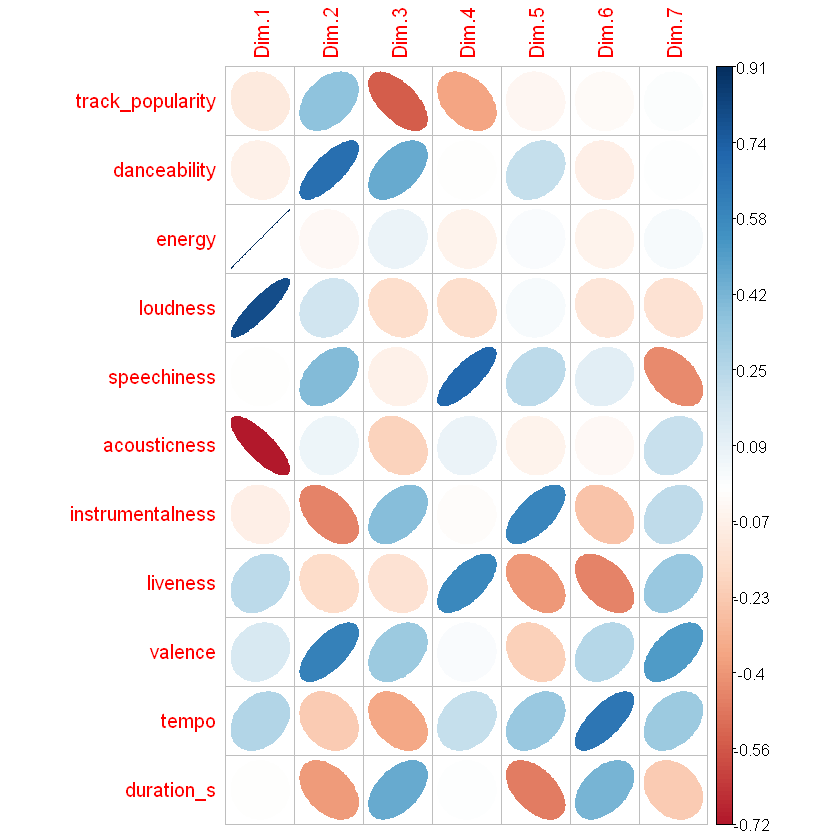 Dim.1 Dim.2 Dim.3 Dim.4 Dim.5 Dim.6 Dim.7
track_popularity
danceability
energy
loudness
speechiness
acousticness
instrumentalness
liveness
valence
tempo
duration_s
0.91
0.74
0.58
0.42
0.25
0.09
-0.07
-0.23
-0.4
-0.56
-0.72